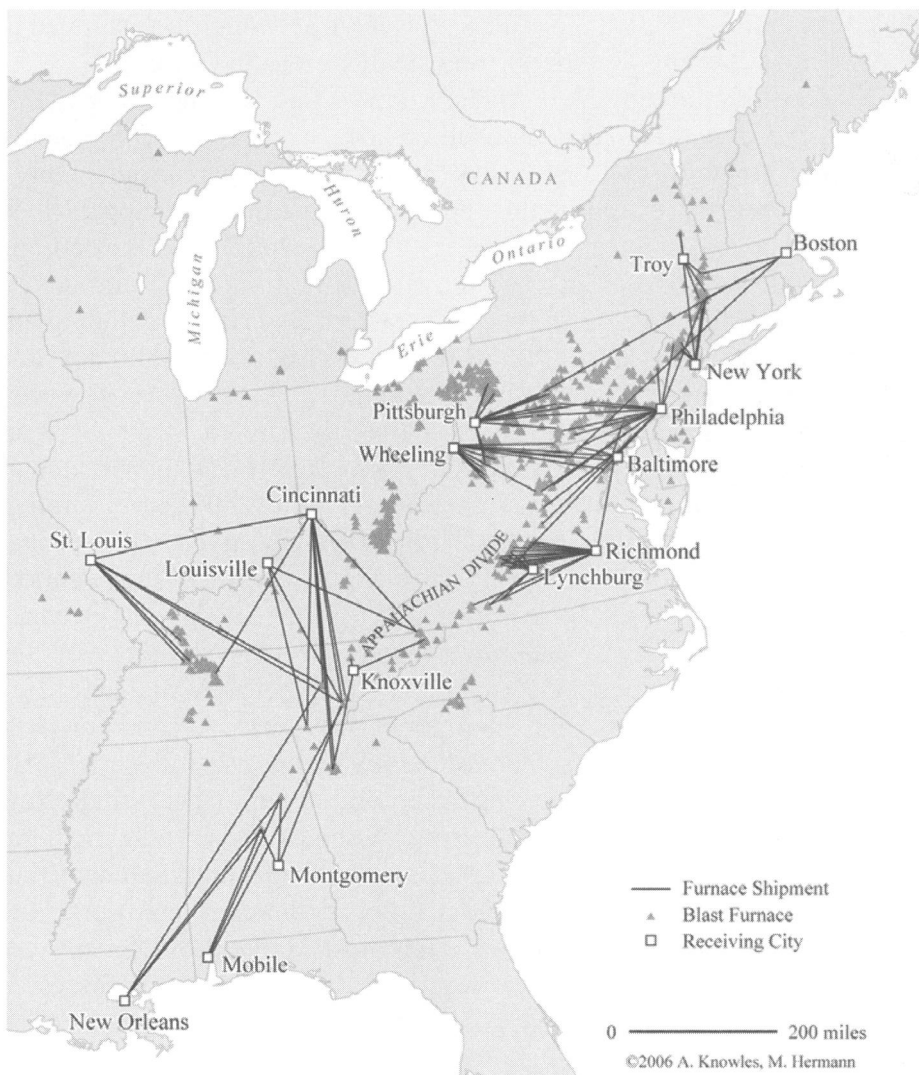 Superior
CANADA
Huron
Michigan
Ontario
Erie
Troy
Boston
New York
Pittsburgh
Philadelphia
Wheeling
Baltimore
Cincinnati
St. Louis
Louisville
APPALACHIAN DIVIDE
Richmond
Lynchburg
Knoxville
Montgomery
Mobile
New Orleans
Furnace Shipment
Blast Furnace
Receiving City
0 200 miles
©2006 A. Knowles, M. Hermann